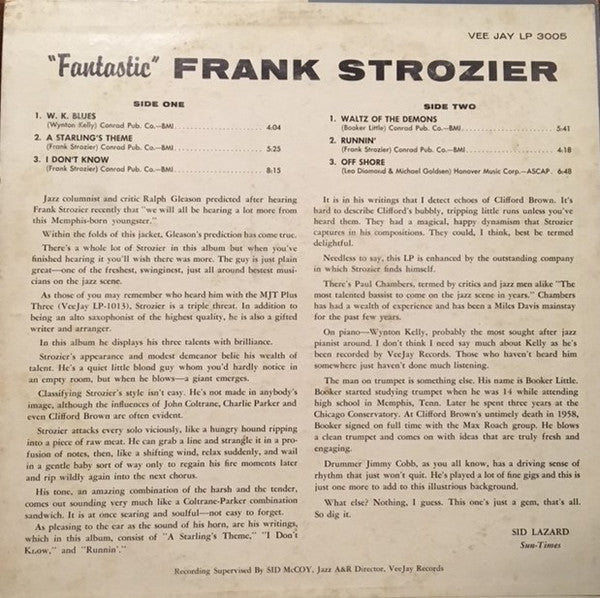 VEE JAY LP 3005
"Fantastic" FRANK STROZIER
SIDE ONE
1. W. K. BLUES
(Wynton Kelly) Conrad Pub. Co.—BMI.......................... 4:04
2. A STARLING'S THEME
(Frank Strozier) Conrad Pub. Co.—BMI....................... 5:25
3. I DON'T KNOW
(Frank Strozier) Conrad Pub. Co.—BMI....................... 8:15
SIDE TWO
1. WALTZ OF THE DEMONS
(Booker Little) Conrad Pub. Co.—BMI........................ 5:41
2. RUNNIN'
(Frank Strozier) Conrad Pub. Co.—BMI....................... 4:18
3. OFF SHORE
(Leo Diamond & Michael Goldsen) Hanover Music Corp.—ASCAP. 6:48
Jazz columnist and critic Ralph Gleason predicted after hearing
Frank Strozier recently that "we will all be hearing a lot more from
this Memphis-born youngster."
Within the folds of this jacket, Gleason's prediction has come true.
There's a whole lot of Strozier in this album but when you've
finished hearing it you'll wish there were more. The guy is just plain
great—one of the freshest, swinginest, just all around bestest musi-
cians on the jazz scene.
As those of you may remember who heard him with the MJT Plus
Three (VeeJay LP-1013), Strozier is a triple threat. In addition to
being an alto saxophonist of the highest quality, he is also a gifted
writer and arranger.
In this album he displays his three talents with brilliance.
Strozier's appearance and modest demeanor belie his wealth of
talent. He's a quiet little blond guy whom you'd hardly notice in
an empty room, but when he blows—a giant emerges.
Classifying Strozier's style isn't easy. He's not made in anybody's
image, although the influences of John Coltrane, Charlie Parker and
even Clifford Brown are often evident.
Strozier attacks every solo viciously, like a hungry hound ripping
into a piece of raw meat. He can grab a line and strangle it in a pro-
fusion of notes, then, like a shifting wind, relax suddenly, and wail
in a gentle baby sort of way only to regain his fire moments later
and rip wildly again into the next chorus.
His tone, an amazing combination of the harsh and the tender,
comes out sounding very much like a Coltrane-Parker combination
sandwich. It is at once searing and soulful—not easy to forget.
As pleasing to the ear as the sound of his horn, are his writings,
which in this album, consist of "A Starling's Theme," "I Don't
Know," and "Runnin'."
It is in his writings that I detect echoes of Clifford Brown. It's
hard to describe Clifford's bubbly, tripping little runs unless you've
heard them. They had a magical, happy dynamism that Strozier
captures in his compositions. They could, I think, best be termed
delightful.
Needless to say, this LP is enhanced by the outstanding company
in which Strozier finds himself.
There's Paul Chambers, termed by critics and jazz men alike "The
most talented bassist to come on the jazz scene in years." Chambers
has had a wealth of experience and has been a Miles Davis mainstay
for the past few years.
On piano—Wynton Kelly, probably the most sought after jazz
pianist around. I don't think I need say much about Kelly as he's
been recorded by VeeJay Records. Those who haven't heard him
somewhere just haven't done much listening.
The man on trumpet is something else. His name is Booker Little.
Booker started studying trumpet when he was 14 while attending
high school in Memphis, Tenn. Later he spent three years at the
Chicago Conservatory. At Clifford Brown's untimely death in 1958,
Booker signed on full time with the Max Roach group. He blows
a clean trumpet and comes on with ideas that are truly fresh and
engaging.
Drummer Jimmy Cobb, as you all know, has a driving sense of
rhythm that just won't quit. He's played a lot of fine gigs and this is
just one more to add to this illustrious background.
What else? Nothing, I guess. This one's just a gem, that's all.
So dig it.
SID LAZARD
Sun-Times
Recording Supervised By SID McCOY, Jazz A&R Director, VeeJay Records